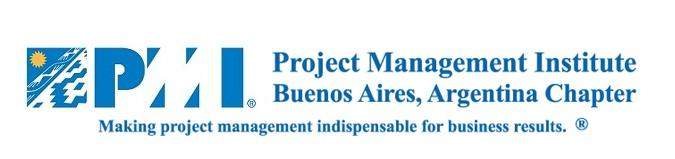 PMI®
Project Management Institute
Buenos Aires, Argentina Chapter
Making project management indispensable for business results. ®